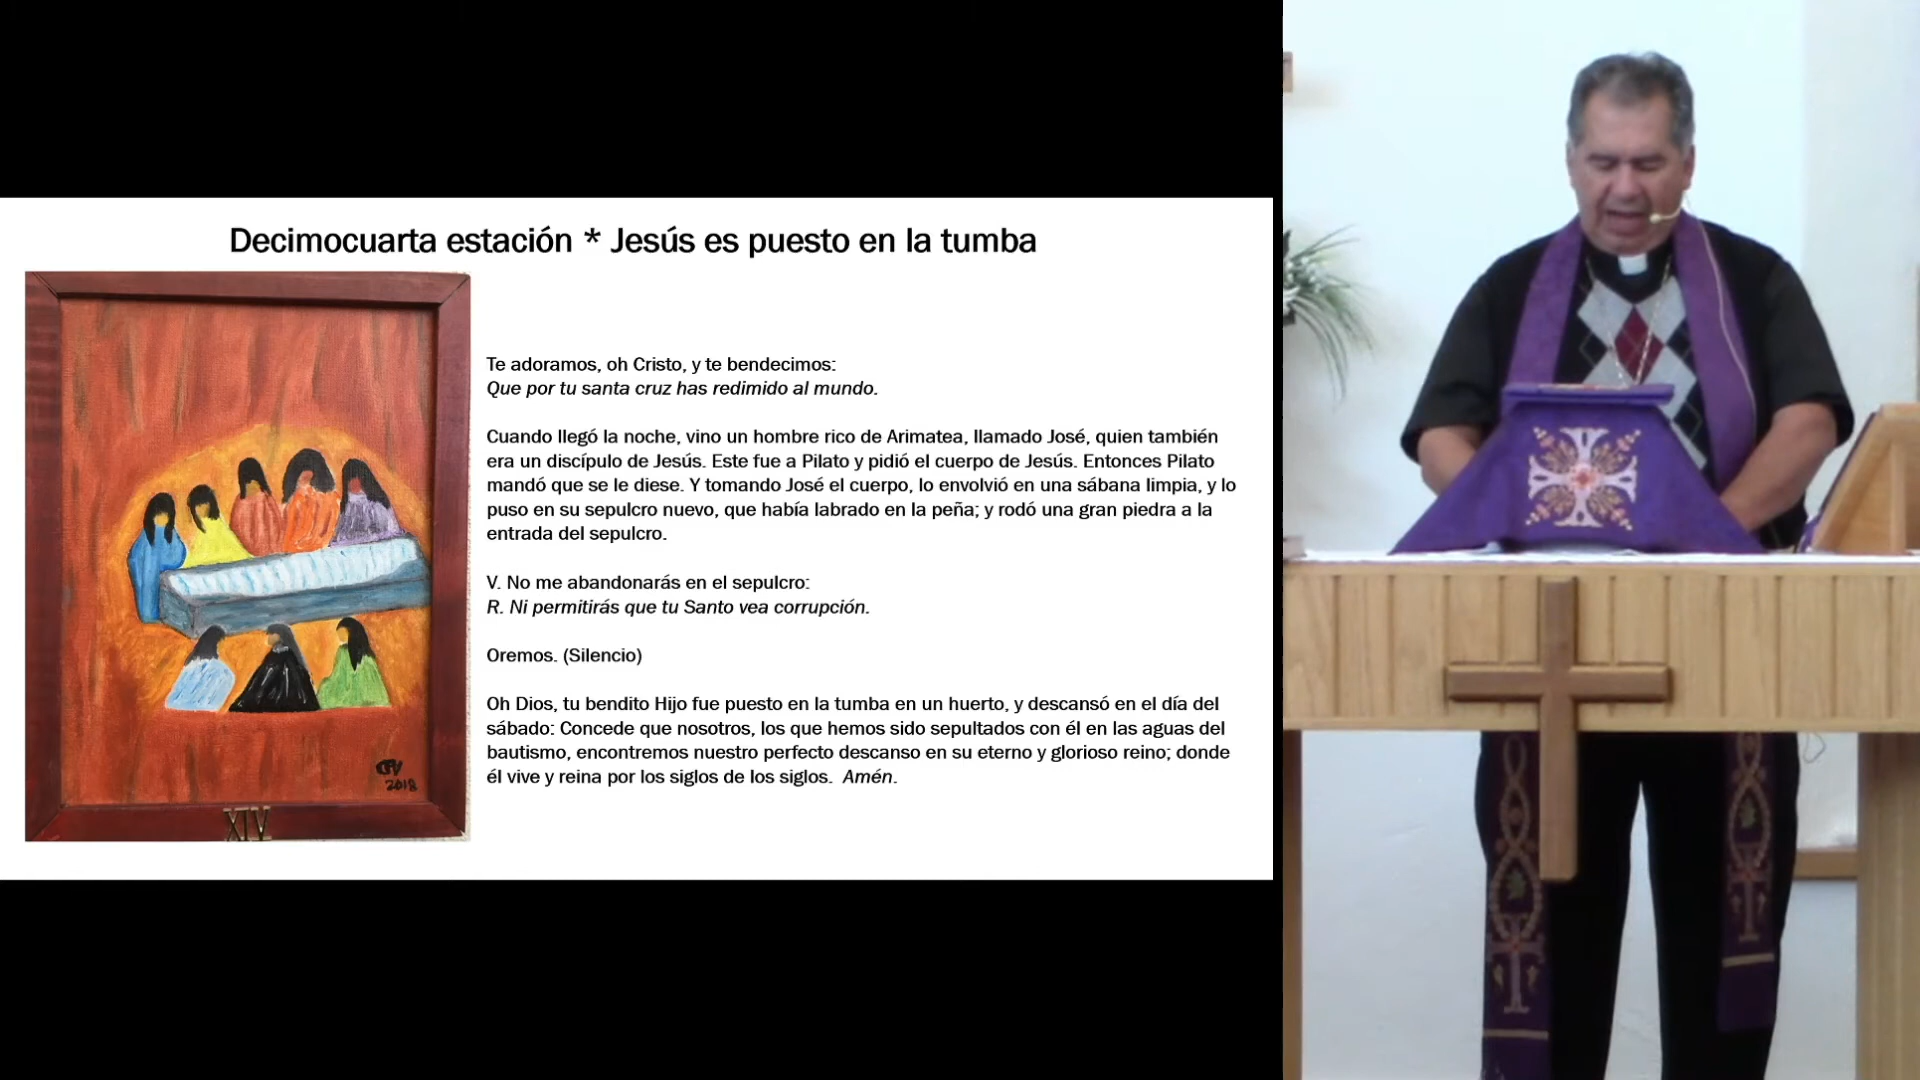 Decimocuarta estación * Jesús es puesto en la tumba
Te adoramos, oh Cristo, y te bendecimos:
Que por tu santa cruz has redimido al mundo.
Cuando llegó la noche, vino un hombre rico de Arimatea, llamado José, quien también
era un discípulo de Jesús. Este fue a Pilato y pidió el cuerpo de Jesús. Entonces Pilato
mandó que se le diese. Y tomando José el cuerpo, lo envolvió en una sábana limpia, y lo
puso en su sepulcro nuevo, que había labrado en la peña; y rodó una gran piedra a la
entrada del sepulcro.
V. No me abandonarás en el sepulcro:
R. Ni permitirás que tu Santo vea corrupción.
Oremos. (Silencio)
Oh Dios, tu bendito Hijo fue puesto en la tumba en un huerto, y descansó en el día del
sábado: Concede que nosotros, los que hemos sido sepultados con él en las aguas del
bautismo, encontremos nuestro perfecto descanso en su eterno y glorioso reino; donde
él vive y reina por los siglos de los siglos. Amén.
2018
XIV